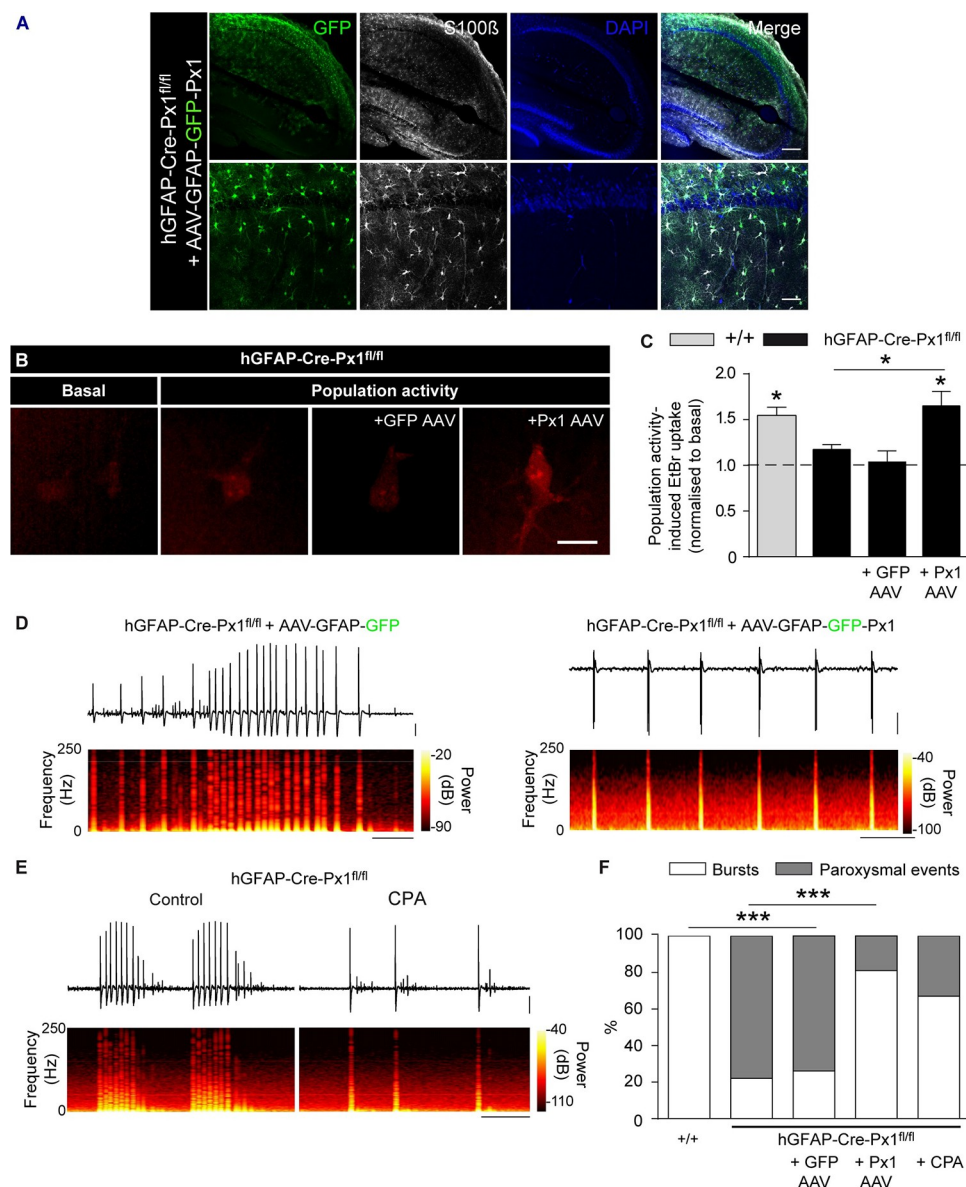 A
GFP
S100ß
DAPI
Merge
hGFAP-Cre-Px1fl/fl
+ AAV-GFAP-GFP-Px1
B
hGFAP-Cre-Px1fl/fl
Basal
Population activity
+GFP AAV
+Px1 AAV
C
+/+
hGFAP-Cre-Px1fl/fl
*
*
*
2.0
1.5
1.0
0.5
0
Population activity-
induced EtBr uptake
(normalised to basal)
+ GFP
AAV
+ Px1
AAV
D
hGFAP-Cre-Px1fl/fl + AAV-GFAP-GFP
250
0
Frequency
(Hz)
-20
-90
Power
(dB)
hGFAP-Cre-Px1fl/fl + AAV-GFAP-GFP-Px1
250
0
Frequency
(Hz)
-40
-100
Power
(dB)
E
hGFAP-Cre-Px1fl/fl
Control
CPA
250
0
Frequency
(Hz)
-40
-110
Power
(dB)
F
Bursts
Paroxysmal events
***
***
100
80
60
40
20
0
%
+/+
hGFAP-Cre-Px1fl/fl
+ GFP
AAV
+ Px1
AAV
+ CPA